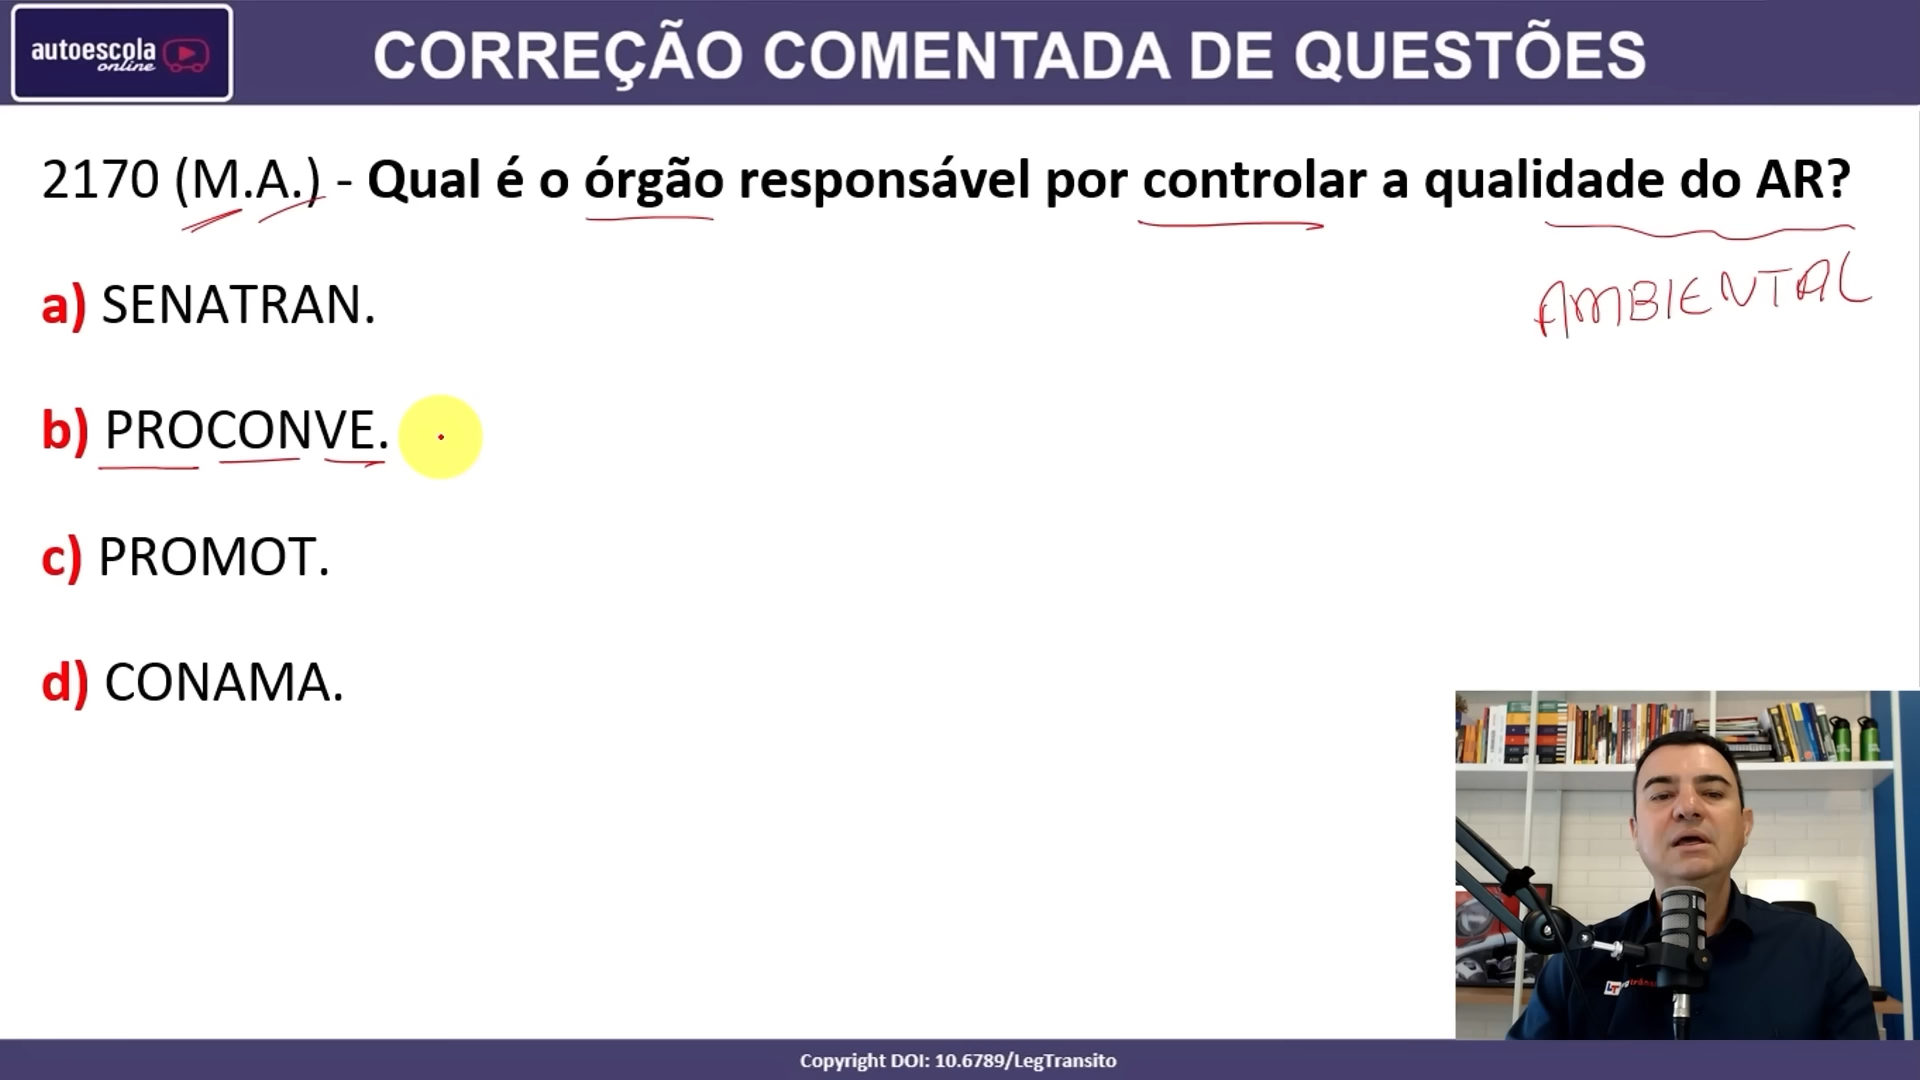 autoescola
online
CORREÇÃO COMENTADA DE QUESTÕES
2170 (M.A.) - Qual é o órgão responsável por controlar a qualidade do AR?
AMBIENTAL
a) SENATRAN.
b) PROCONVE.
c) PROMOT.
d) CONAMA.
Copyright DOI: 10.6789/LegTransito